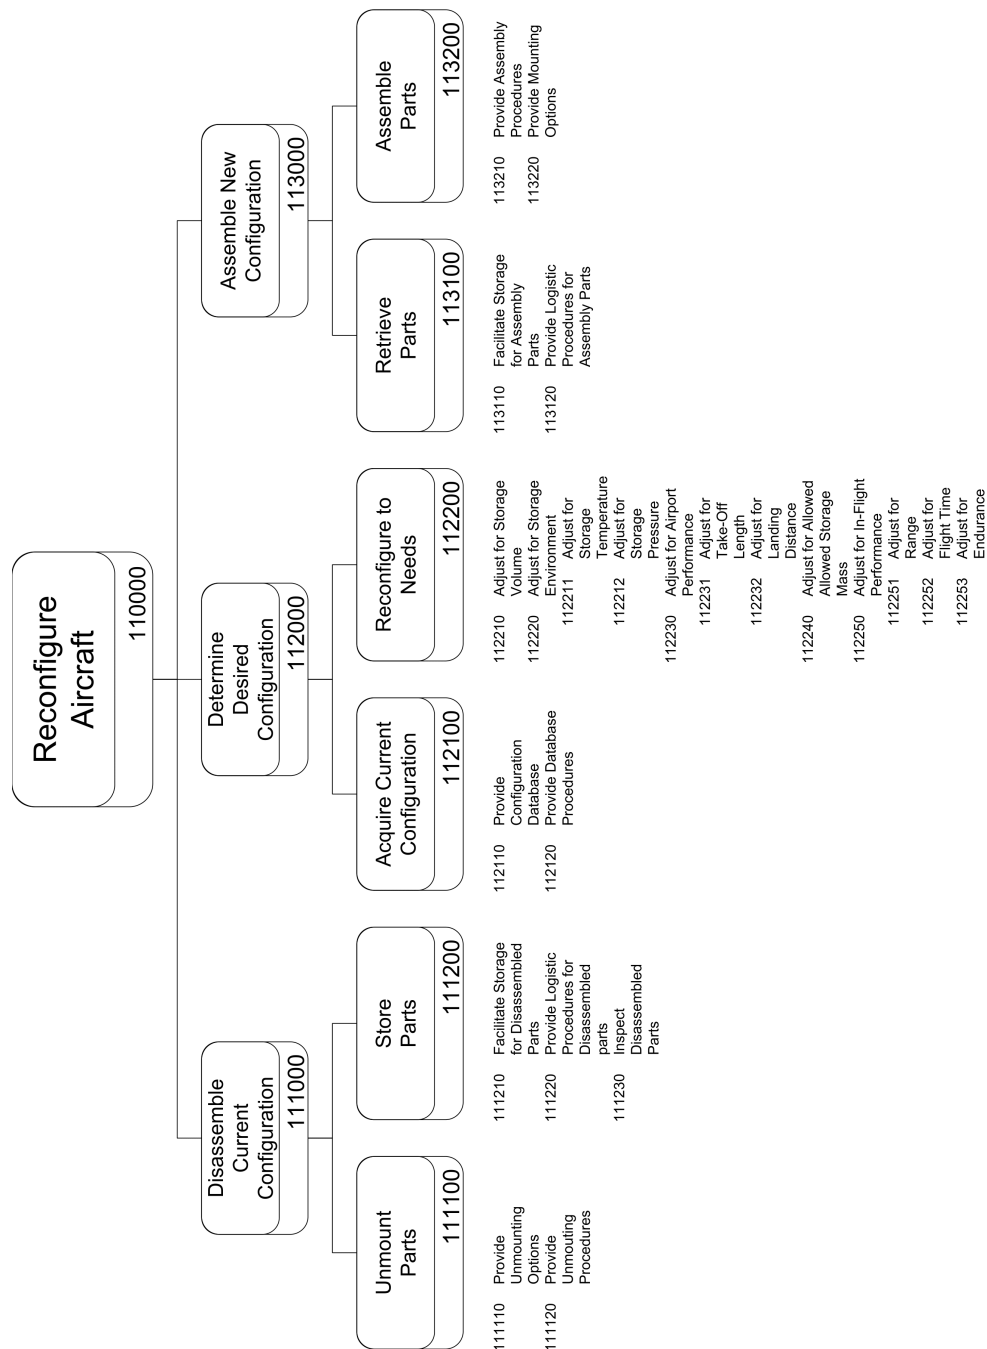 Reconfigure
Aircraft
110000
Disassemble
Current
Configuration
111000
Determine
Desired
Configuration
112000
Assemble New
Configuration
113000
Unmount
Parts
111100
Store
Parts
111200
Acquire Current
Configuration
112100
Reconfigure to
Needs
112200
Retrieve
Parts
113100
Assemble
Parts
113200
111110 Provide
Unmounting
Options
111120 Provide
Unmouting
Procedures
111210 Facilitate Storage
for Disassembled
Parts
111220 Provide Logistic
Procedures for
Disassembled
parts
111230 Inspect
Disassembled
Parts
112110 Provide
Configuration
Database
112120 Provide Database
Procedures
112210 Adjust for Storage
Volume
112220 Adjust for Storage
Environment
112211 Adjust for
Storage
Temperature
112212 Adjust for
Storage
Pressure
112230 Adjust for Airport
Performance
112231 Adjust for
Take-Off
Length
112232 Adjust for
Landing
Distance
112240 Adjust for Allowed
Allowed Storage
Mass
112250 Adjust for In-Flight
Performance
112251 Adjust for
Range
112252 Adjust for
Flight Time
112253 Adjust for
Endurance
113110 Facilitate Storage
for Assembly
Parts
113120 Provide Logistic
Procedures for
Assembly Parts
113210 Provide Assembly
Procedures
113220 Provide Mounting
Options